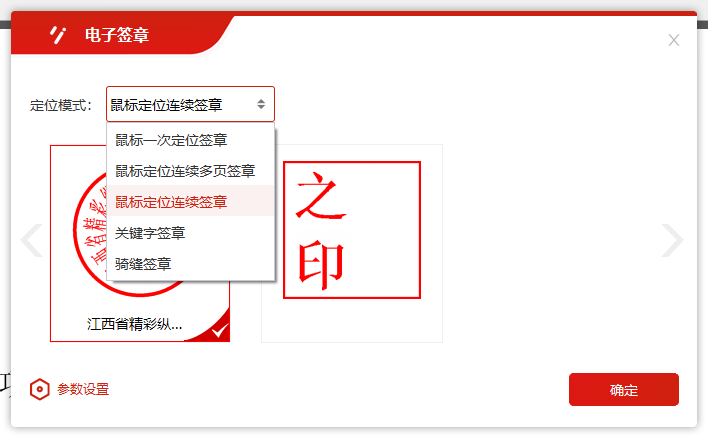 电子签章
定位模式：
鼠标定位连续签章
鼠标一次定位签章
鼠标定位连续多页签章
鼠标定位连续签章
关键字签章
骑缝签章
省精彩
之
印
江西省精彩纵...
参数设置
确定